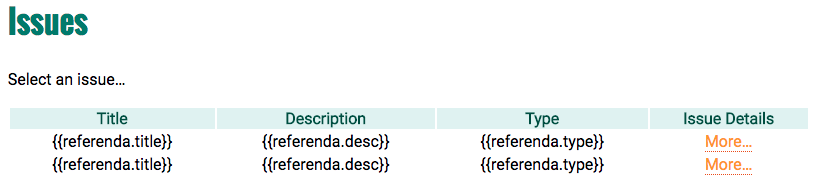 Issues
Select an issue...
Title Description Type Issue Details
{{referenda.title}} {{referenda.desc}} {{referenda.type}} More...
{{referenda.title}} {{referenda.desc}} {{referenda.type}} More...